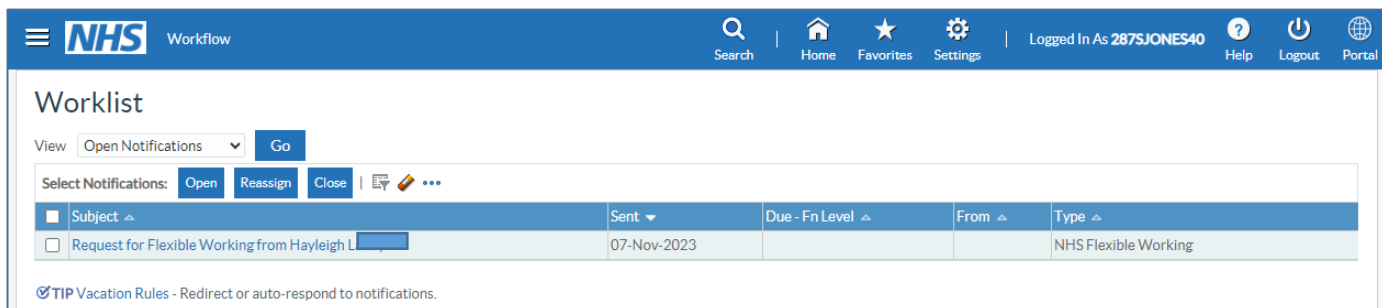 NHS Workflow Search Home Favorites Settings Logged In As 287SJONES40 Help Logout Portal
Worklist
View Open Notifications Go
Select Notifications: Open Reassign Close
Subject Sent Due - Fn Level From Type
Request for Flexible Working from Hayleigh L 07-Nov-2023 NHS Flexible Working
TIP Vacation Rules - Redirect or auto-respond to notifications.